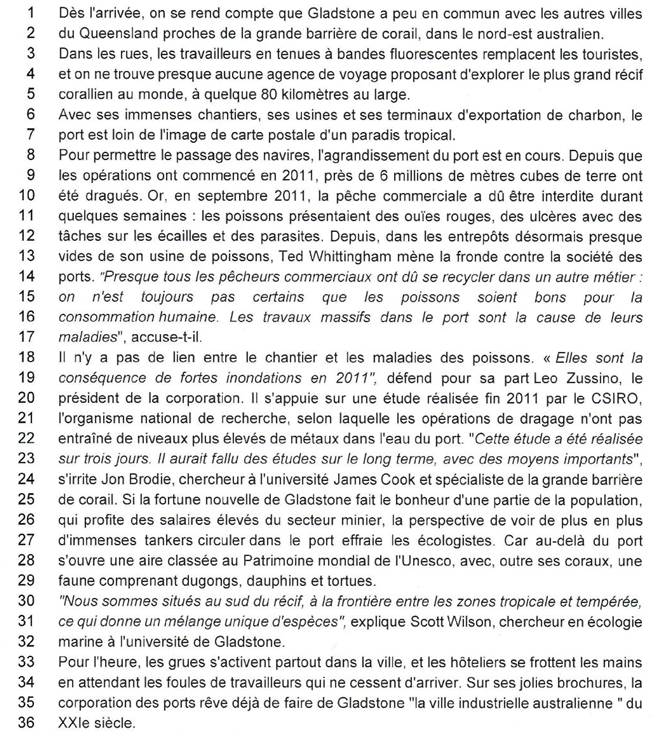 1 Dès l'arrivée, on se rend compte que Gladstone a peu en commun avec les autres villes
2 du Queensland proches de la grande barrière de corail, dans le nord-est australien.
3 Dans les rues, les travailleurs en tenues à bandes fluorescentes remplacent les touristes,
4 et on ne trouve presque aucune agence de voyage proposant d'explorer le plus grand récif
5 corallien au monde, à quelque 80 kilomètres au large.
6 Avec ses immenses chantiers, ses usines et ses terminaux d'exportation de charbon, le
7 port est loin de l'image de carte postale d'un paradis tropical.
8 Pour permettre le passage des navires, l'agrandissement du port est en cours. Depuis que
9 les opérations ont commencé en 2011, près de 6 millions de mètres cubes de terre ont
10 été dragués. Or, en septembre 2011, la pêche commerciale a dû être interdite durant
11 quelques semaines : les poissons présentaient des ouïes rouges, des ulcères avec des
12 tâches sur les écailles et des parasites. Depuis, dans les entrepôts désormais presque
13 vides de son usine de poissons, Ted Whittingham mène la fronde contre la société des
14 ports. "Presque tous les pêcheurs commerciaux ont dû se recycler dans un autre métier :
15 on n'est toujours pas certains que les poissons soient bons pour la
16 consommation humaine. Les travaux massifs dans le port sont la cause de leurs
17 maladies", accuse-t-il.
18 Il n'y a pas de lien entre le chantier et les maladies des poissons. « Elles sont la
19 conséquence de fortes inondations en 2011", défend pour sa part Leo Zussino, le
20 président de la corporation. Il s'appuie sur une étude réalisée fin 2011 par le CSIRO,
21 l'organisme national de recherche, selon laquelle les opérations de dragage n'ont pas
22 entraîné de niveaux plus élevés de métaux dans l'eau du port. "Cette étude a été réalisée
23 sur trois jours. Il aurait fallu des études sur le long terme, avec des moyens importants",
24 s'irrite Jon Brodie, chercheur à l'université James Cook et spécialiste de la grande barrière
25 de corail. Si la fortune nouvelle de Gladstone fait le bonheur d'une partie de la population,
26 qui profite des salaires élevés du secteur minier, la perspective de voir de plus en plus
27 d'immenses tankers circuler dans le port effraie les écologistes. Car au-delà du port
28 s'ouvre une aire classée au Patrimoine mondial de l'Unesco, avec, outre ses coraux, une
29 faune comprenant dugongs, dauphins et tortues.
30 "Nous sommes situés au sud du récif, à la frontière entre les zones tropicale et tempérée,
31 ce qui donne un mélange unique d'espèces", explique Scott Wilson, chercheur en écologie
32 marine à l'université de Gladstone.
33 Pour l'heure, les grues s'activent partout dans la ville, et les hôteliers se frottent les mains
34 en attendant les foules de travailleurs qui ne cessent d'arriver. Sur ses jolies brochures, la
35 corporation des ports rêve déjà de faire de Gladstone "la ville industrielle australienne " du
36 XXIe siècle.